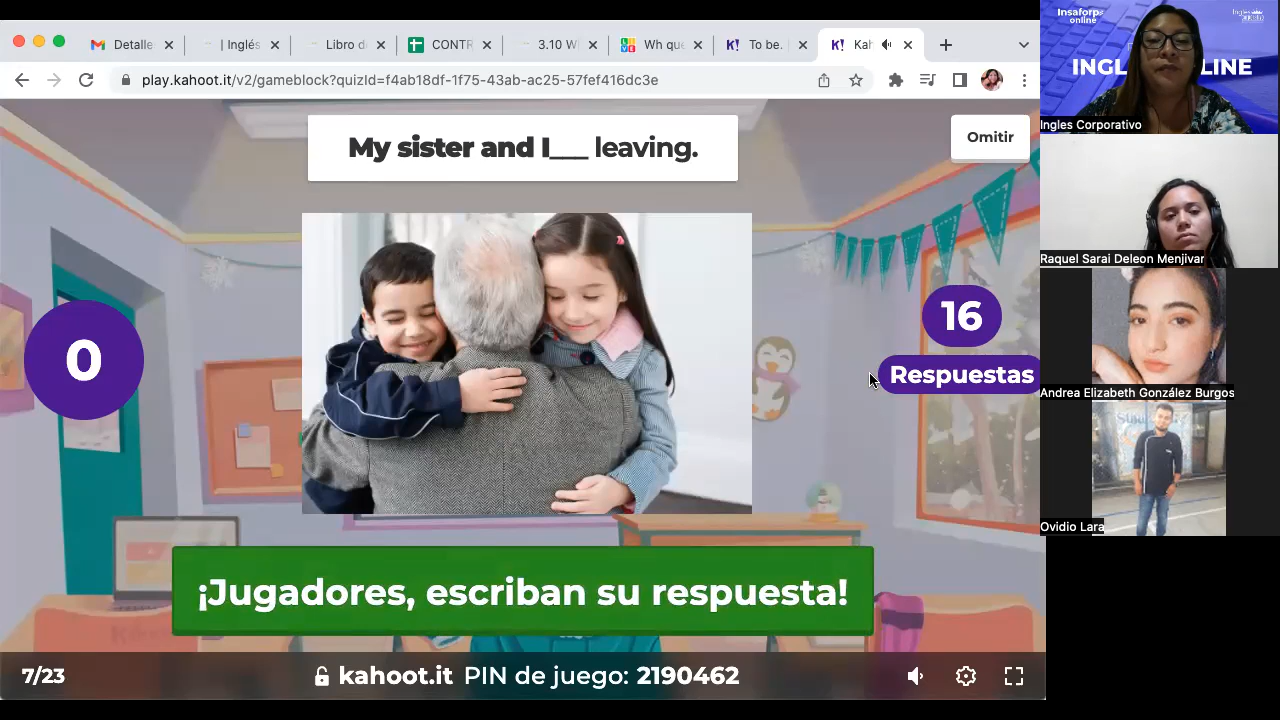 Detalle
| Inglés
Libro d
CONTR
3.10 W
Wh que
To be.
Kah
play.kahoot.it/v2/gameblock?quizId=f4ab18df-1f75-43ab-ac25-57fef416dc3e
My sister and I___ leaving.
Omitir
0
16
Respuestas
¡Jugadores, escriban su respuesta!
7/23
kahoot.it PIN de juego: 2190462
Insaforp
online
INGL LINE
Ingles Corporativo
Raquel Sarai Deleon Menjivar
Andrea Elizabeth González Burgos
Ovidio Lara